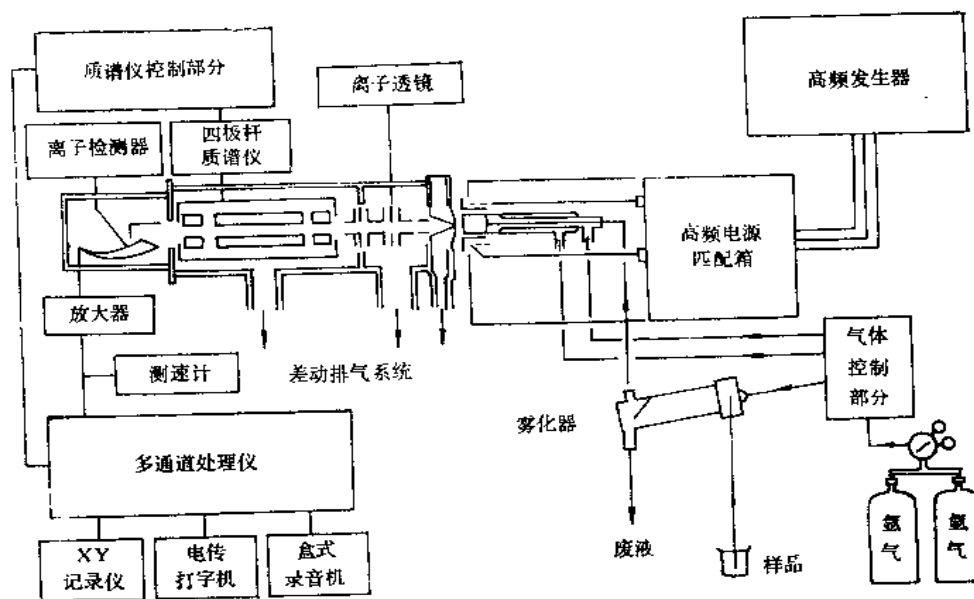 质谱仪控制部分
离子透镜
高频发生器
离子检测器
四极杆
质谱仪
高频电源
匹配箱
放大器
测速计
差动排气系统
气体
控制
部分
雾化器
多通道处理仪
废液
样品
氩
气
氩
气
XY
记录仪
电传
打字机
盒式
录音机